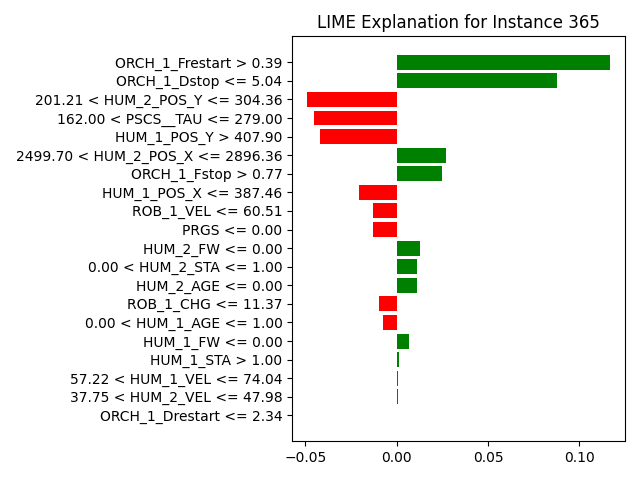 LIME Explanation for Instance 365
ORCH_1_Frestart > 0.39
ORCH_1_Dstop <= 5.04
201.21 < HUM_2_POS_Y <= 304.36
162.00 < PSCS__TAU <= 279.00
HUM_1_POS_Y > 407.90
2499.70 < HUM_2_POS_X <= 2896.36
ORCH_1_Fstop > 0.77
HUM_1_POS_X <= 387.46
ROB_1_VEL <= 60.51
PRGS <= 0.00
HUM_2_FW <= 0.00
0.00 < HUM_2_STA <= 1.00
HUM_2_AGE <= 0.00
ROB_1_CHG <= 11.37
0.00 < HUM_1_AGE <= 1.00
HUM_1_FW <= 0.00
HUM_1_STA > 1.00
57.22 < HUM_1_VEL <= 74.04
37.75 < HUM_2_VEL <= 47.98
ORCH_1_Drestart <= 2.34
−0.05 0.00 0.05 0.10